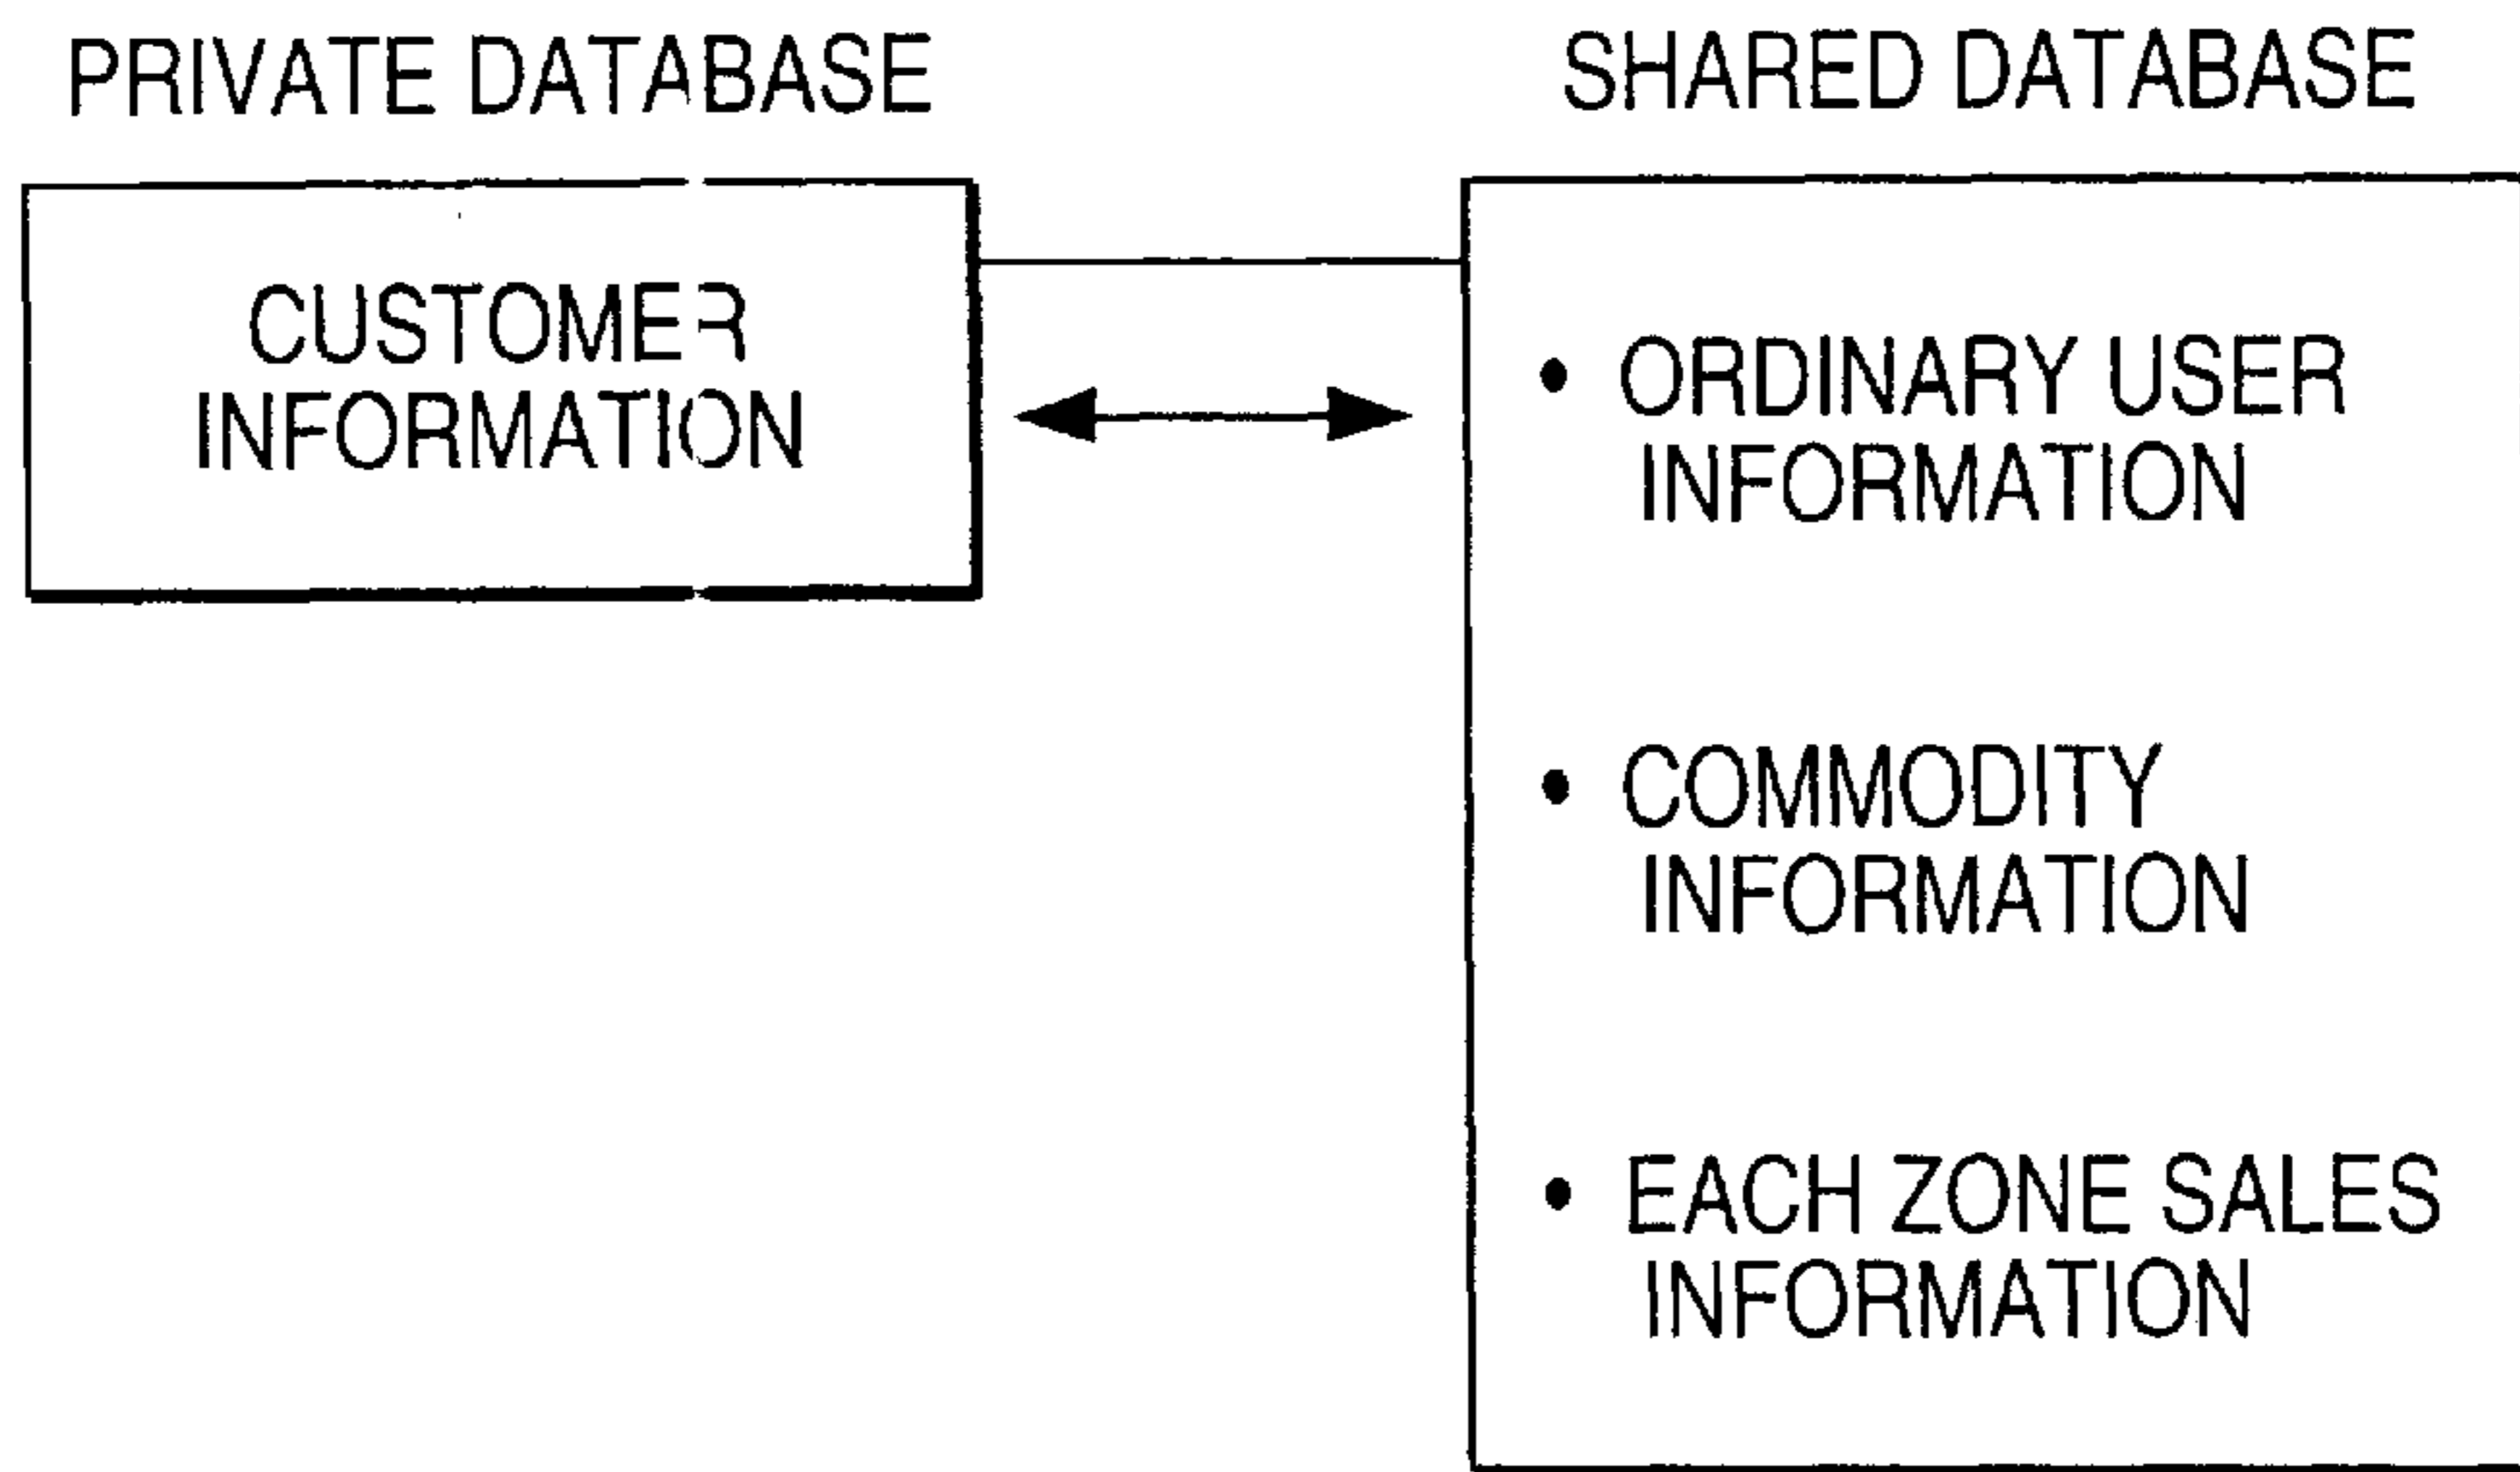 PRIVATE DATABASE
CUSTOMER
INFORMATION
SHARED DATABASE
• ORDINARY USER
INFORMATION
• COMMODITY
INFORMATION
• EACH ZONE SALES
INFORMATION